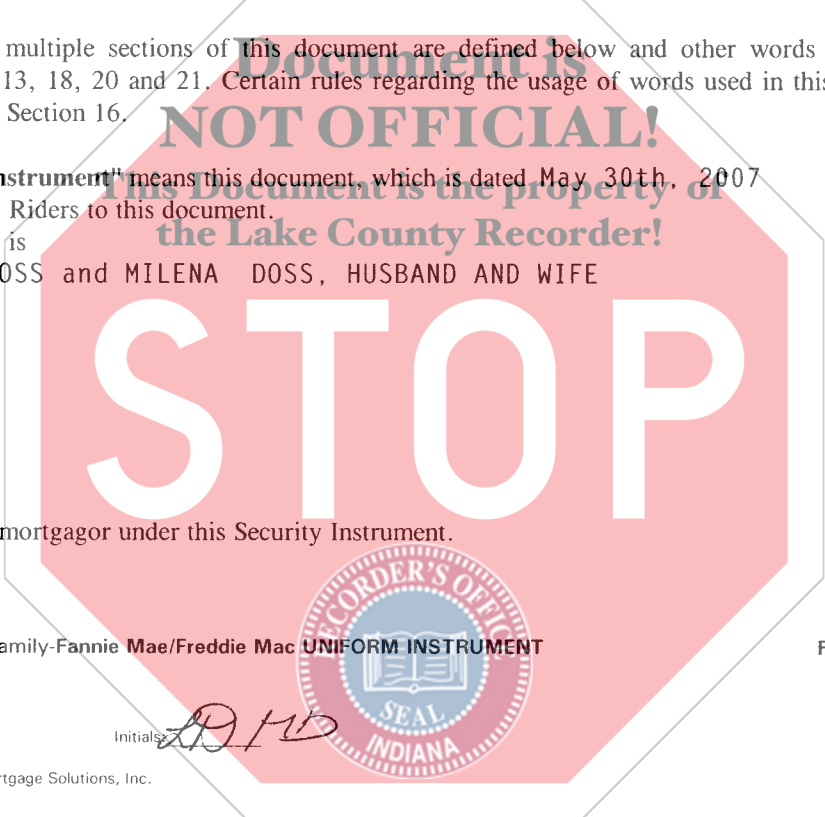 multiple sections of this document are defined below and other words
Document is
13, 18, 20 and 21. Certain rules regarding the usage of words used in this
Section 16.
NOT OFFICIAL!
nstrument" means this document, which is dated May 30th, 2007
This Document is the property of
Riders to this document.
the Lake County Recorder!
is
OSS and MILENA DOSS, HUSBAND AND WIFE
STOP
mortgagor under this Security Instrument.
RECORDER'S OFFICE
amily-Fannie Mae/Freddie Mac UNIFORM INSTRUMENT
F
SEAL
INDIANA
Initials: LD MD
rtgage Solutions, Inc.